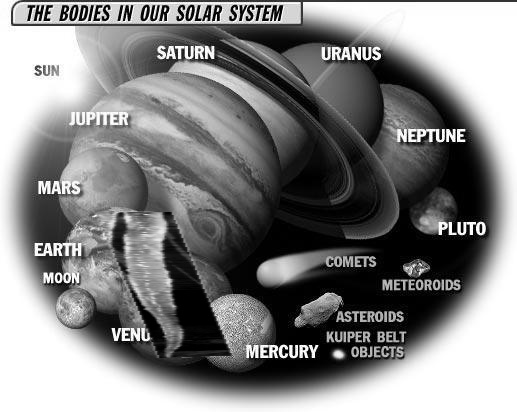 THE BODIES IN OUR SOLAR SYSTEM
SATURN
URANUS
SUN
JUPITER
NEPTUNE
MARS
PLUTO
EARTH
COMETS
MOON
METEOROIDS
ASTEROIDS
VENU
KUIPER BELT
OBJECTS
MERCURY